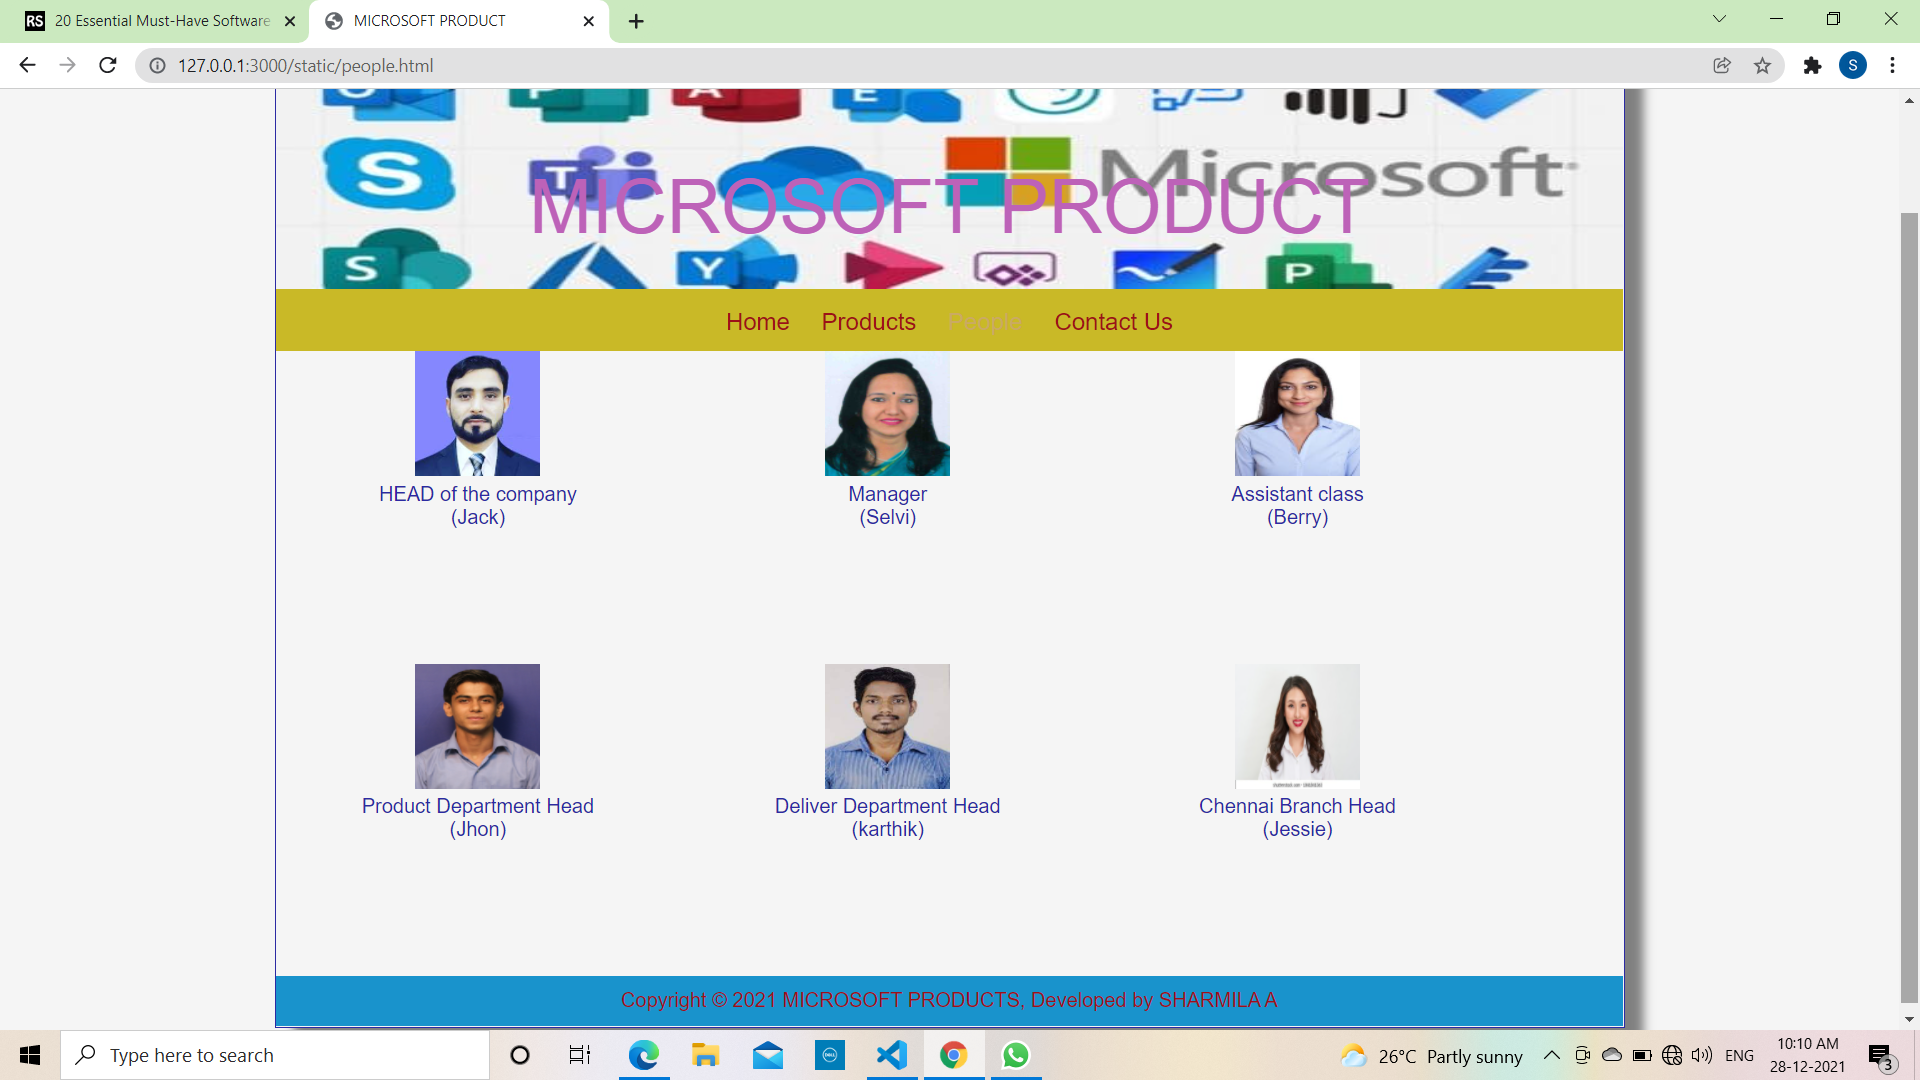 RS 20 Essential Must-Have Software
MICROSOFT PRODUCT
127.0.0.1:3000/static/people.html
S
S
T
Microsoft
MICROSOFT PRODUCT
S
Y
P
Home Products People Contact Us
HEAD of the company
(Jack)
Manager
(Selvi)
Assistant class
(Berry)
Product Department Head
(Jhon)
Deliver Department Head
(karthik)
Chennai Branch Head
(Jessie)
Copyright © 2021 MICROSOFT PRODUCTS, Developed by SHARMILA A
Type here to search
DELL
26°C Partly sunny
ENG
10:10 AM
28-12-2021
3